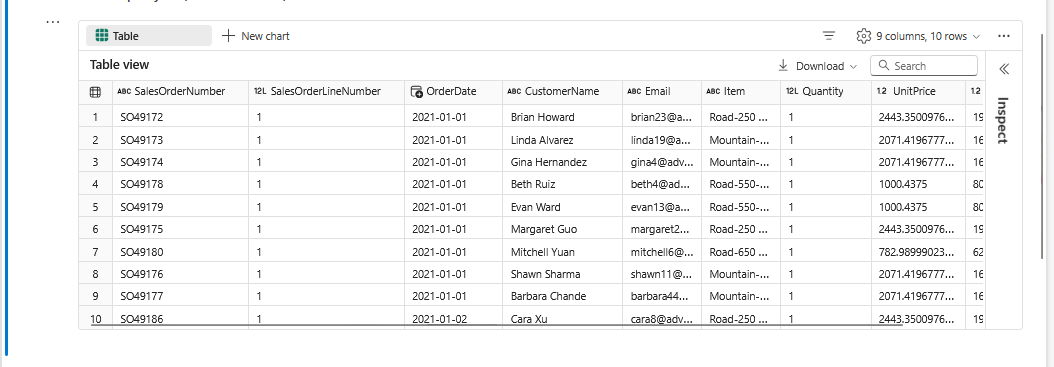 Table New chart 9 columns, 10 rows
Table view Download Search
ABC SalesOrderNumber 12L SalesOrderLineNumber OrderDate ABC CustomerName ABC Email ABC Item 12L Quantity 1.2 UnitPrice 1.2
1 SO49172 1 2021-01-01 Brian Howard brian23@a... Road-250 ... 1 2443.3500976... 19
2 SO49173 1 2021-01-01 Linda Alvarez linda19@a... Mountain-... 1 2071.4196777... 16
3 SO49174 1 2021-01-01 Gina Hernandez gina4@adv... Mountain-... 1 2071.4196777... 16
4 SO49178 1 2021-01-01 Beth Ruiz beth4@ad... Road-550-... 1 1000.4375 80
5 SO49179 1 2021-01-01 Evan Ward evan13@a... Road-550-... 1 1000.4375 80
6 SO49175 1 2021-01-01 Margaret Guo margaret2... Road-250 ... 1 2443.3500976... 19
7 SO49180 1 2021-01-01 Mitchell Yuan mitchell6@... Road-650 ... 1 782.98999023... 62
8 SO49176 1 2021-01-01 Shawn Sharma shawn11@... Mountain-... 1 2071.4196777... 16
9 SO49177 1 2021-01-01 Barbara Chande barbara44... Mountain-... 1 2071.4196777... 16
10 SO49186 1 2021-01-02 Cara Xu cara8@adv... Road-250 ... 1 2443.3500976... 19
Inspect